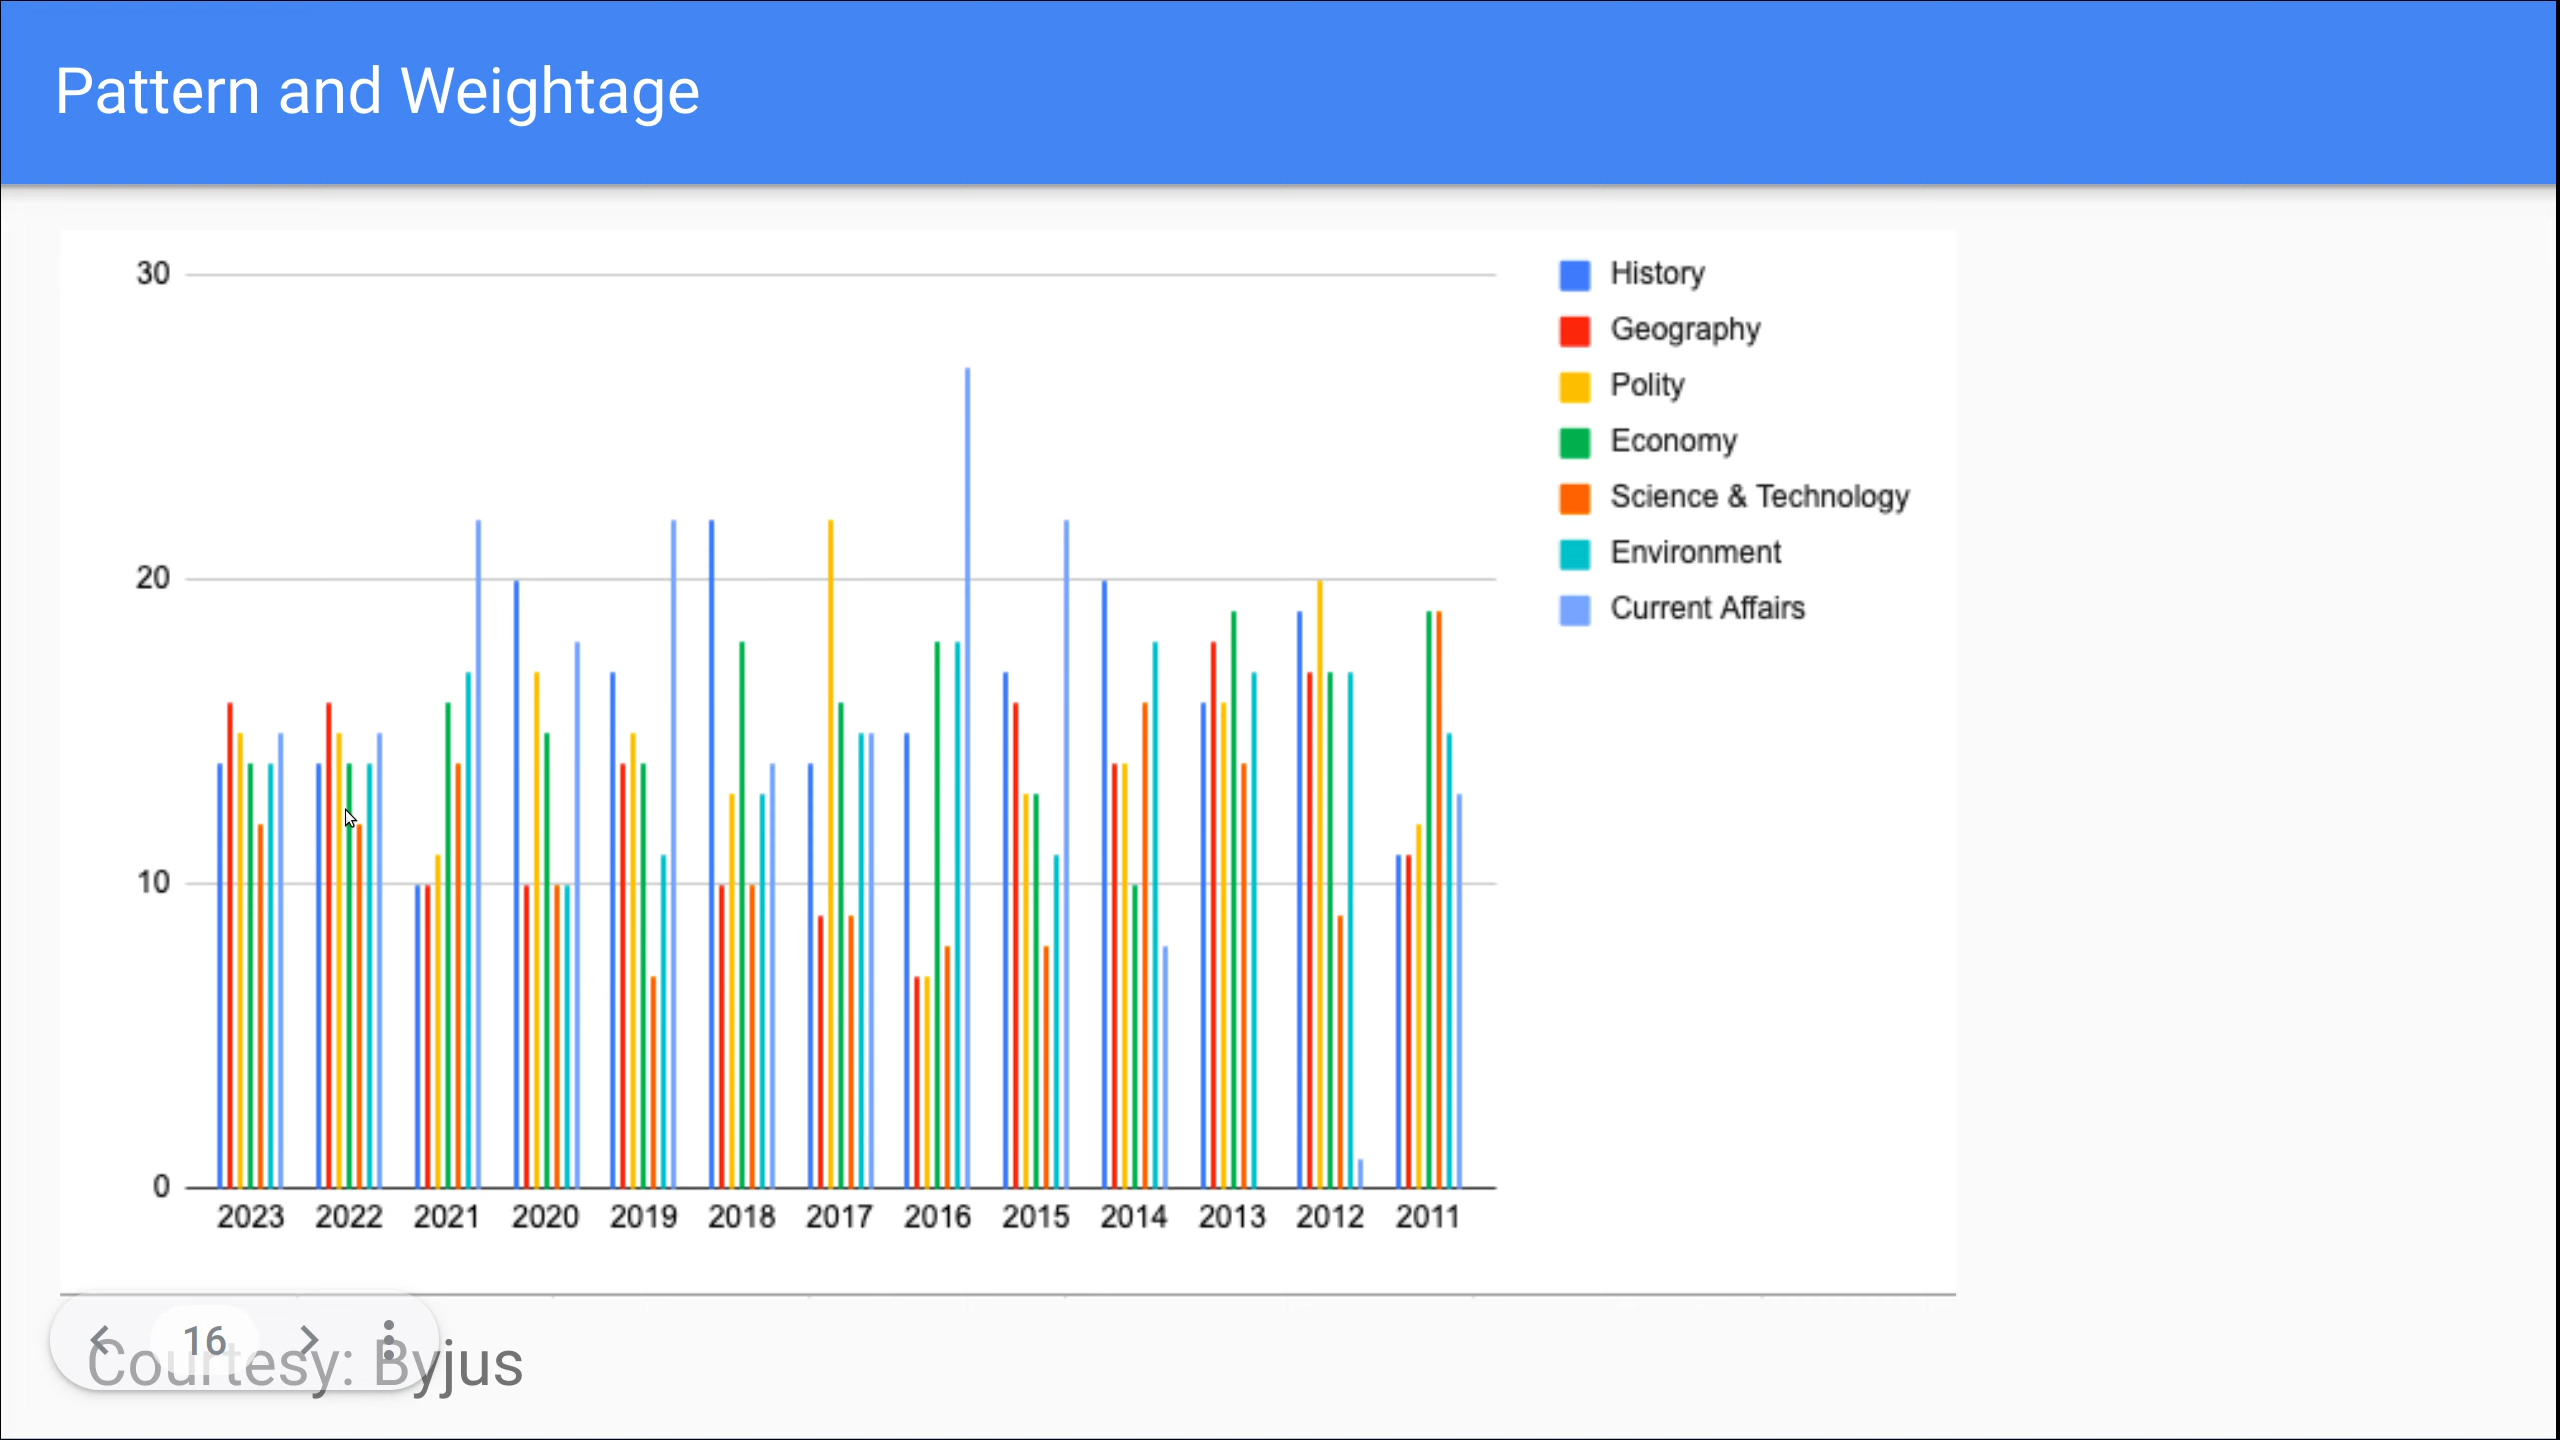 Pattern and Weightage
30
20
10
0
2023 2022 2021 2020 2019 2018 2017 2016 2015 2014 2013 2012 2011
History
Geography
Polity
Economy
Science & Technology
Environment
Current Affairs
16
Courtesy: Byjus